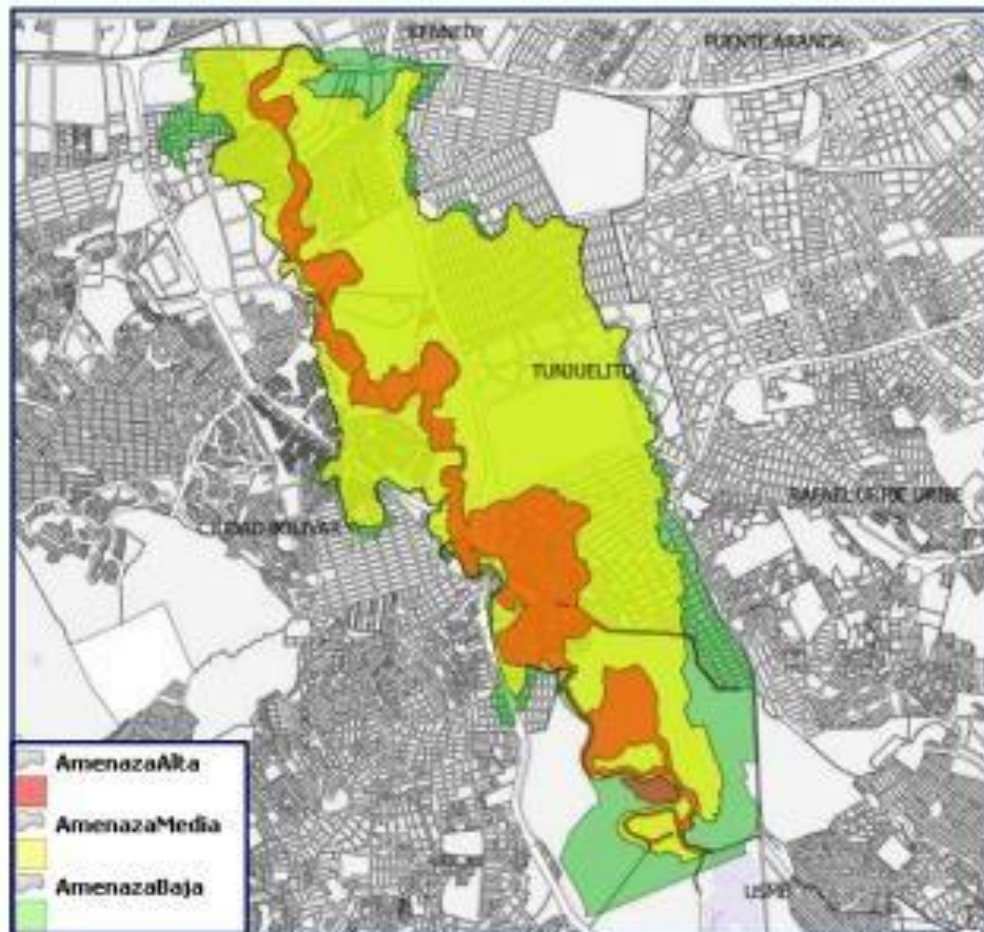 KENNEDY
PUENTE ARANDA
TUNJUELITO
RAFAEL URIBE URIBE
CIUDAD BOLIVAR
USME
AmenazaAlta
AmenazaMedia
AmenazaBaja